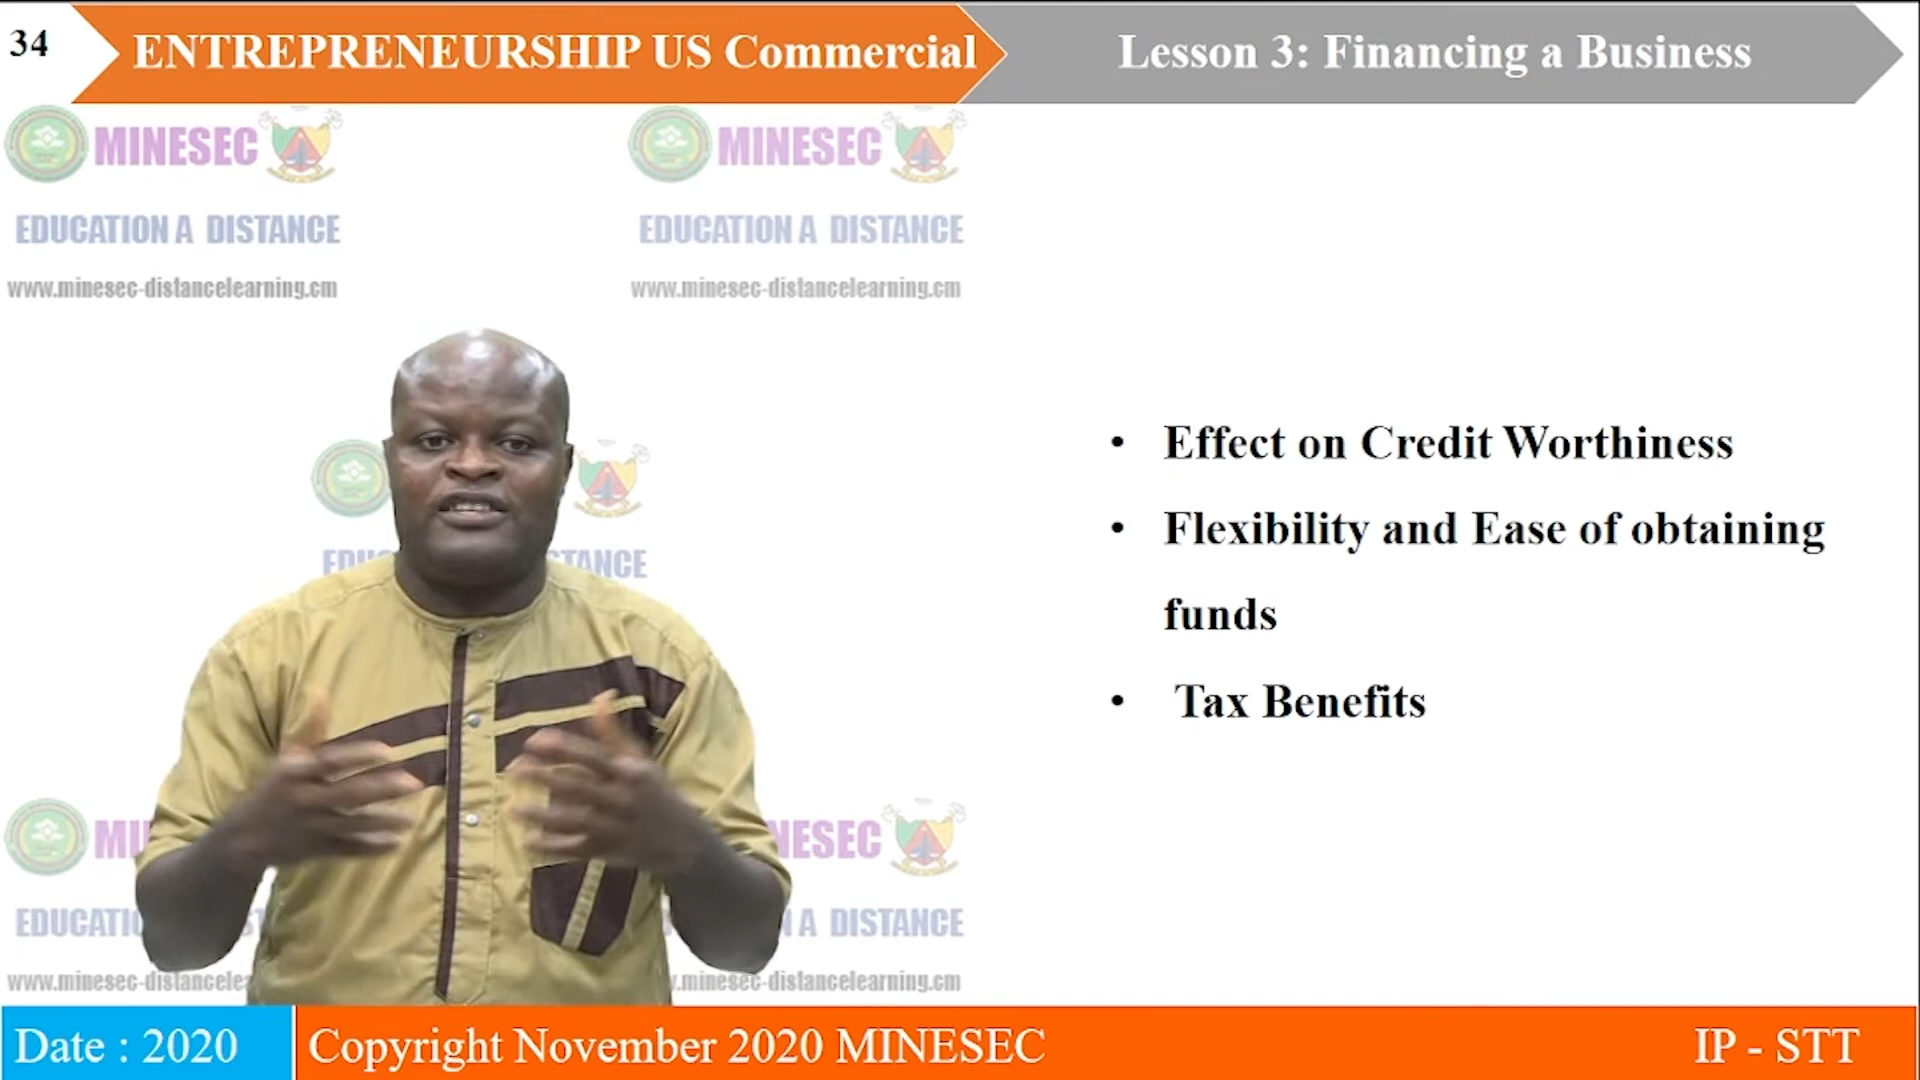 34
ENTREPRENEURSHIP US Commercial
Lesson 3: Financing a Business
MINESEC
MINESEC
EDUCATION A DISTANCE
EDUCATION A DISTANCE
www.minesec-distancelearning.cm
www.minesec-distancelearning.cm
• Effect on Credit Worthiness
• Flexibility and Ease of obtaining
funds
• Tax Benefits
A DISTANCE
Date : 2020
Copyright November 2020 MINESEC
IP - STT